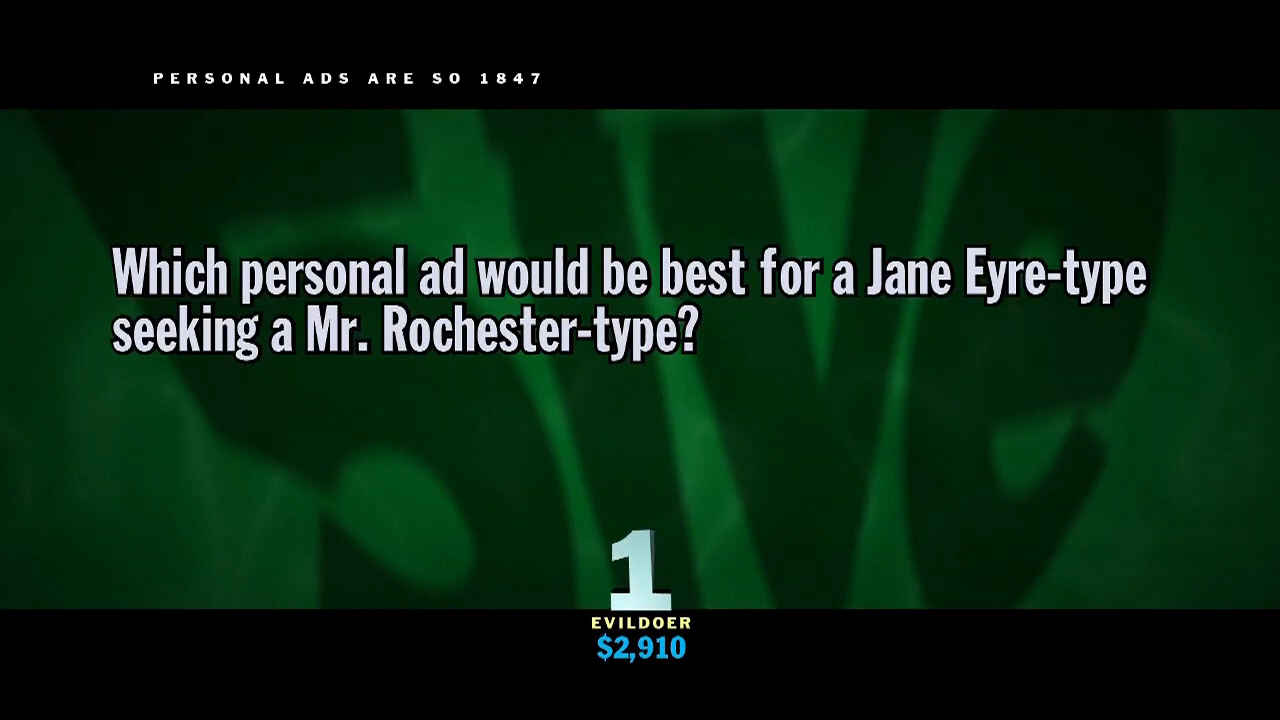 PERSONAL ADS ARE SO 1847
Which personal ad would be best for a Jane Eyre-type
seeking a Mr. Rochester-type?
1
EVILDOER
$2,910